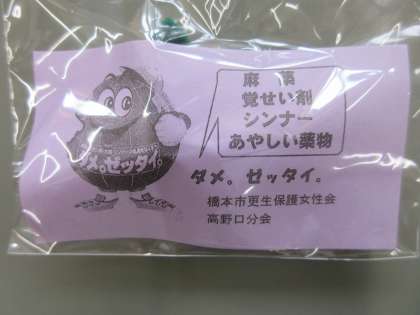 麻薬
覚せい剤
シンナー
あやしい薬物
ダメ。ゼッタイ。
ダメ。ゼッタイ。
橋本市更生保護女性会
高野口分会